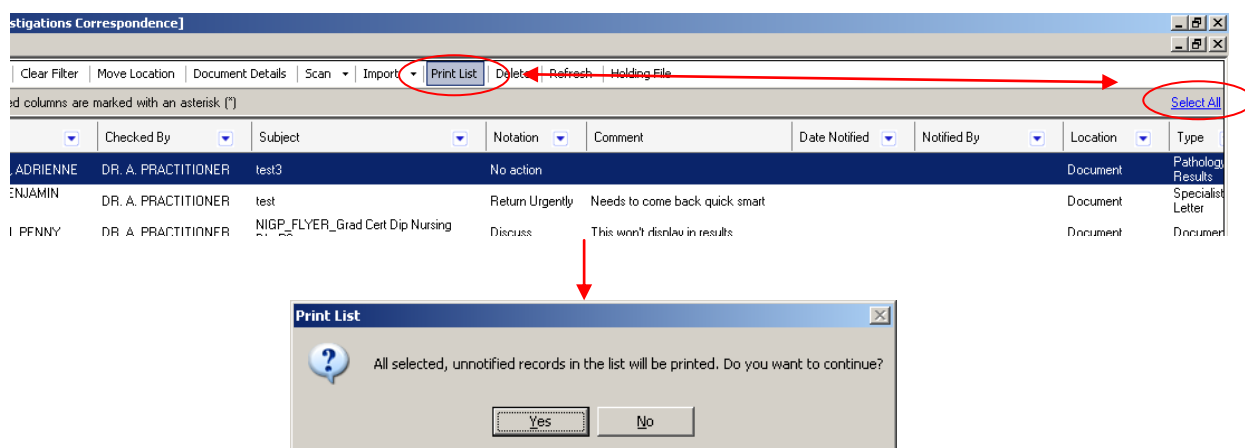 stigations Correspondence]
Clear Filter Move Location Document Details Scan Import Print List Delete Refresh Holding File
ed columns are marked with an asterisk (*) Select All
Checked By Subject Notation Comment Date Notified Notified By Location Type
, ADRIENNE DR. A. PRACTITIONER test3 No action Document Pathology
Results
ENJAMIN DR. A. PRACTITIONER test Return Urgently Needs to come back quick smart Document Specialist
Letter
PENNY DR. A. PRACTITIONER NIGP_FLYER_Grad Cert Dip Nursing Discuss This won't display in results Document Documen
Print List
All selected, unnotified records in the list will be printed. Do you want to continue?
Yes No